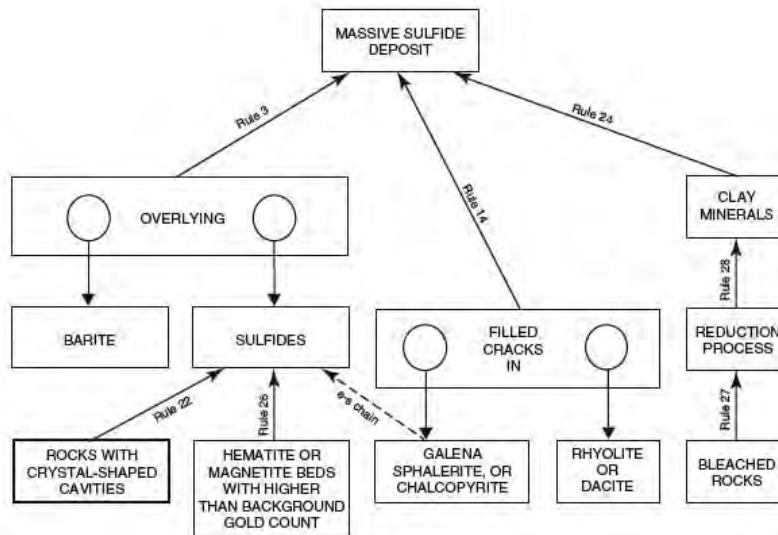 MASSIVE SULFIDE
DEPOSIT
Rule 3
Rule 14
Rule 24
OVERLYING
CLAY
MINERALS
Rule 28
BARITE
SULFIDES
FILLED
CRACKS
IN
REDUCTION
PROCESS
Rule 22
Rule 26
e-s chain
Rule 27
ROCKS WITH
CRYSTAL-SHAPED
CAVITIES
HEMATITE OR
MAGNETITE BEDS
WITH HIGHER
THAN BACKGROUND
GOLD COUNT
GALENA
SPHALERITE, OR
CHALCOPYRITE
RHYOLITE
OR
DACITE
BLEACHED
ROCKS